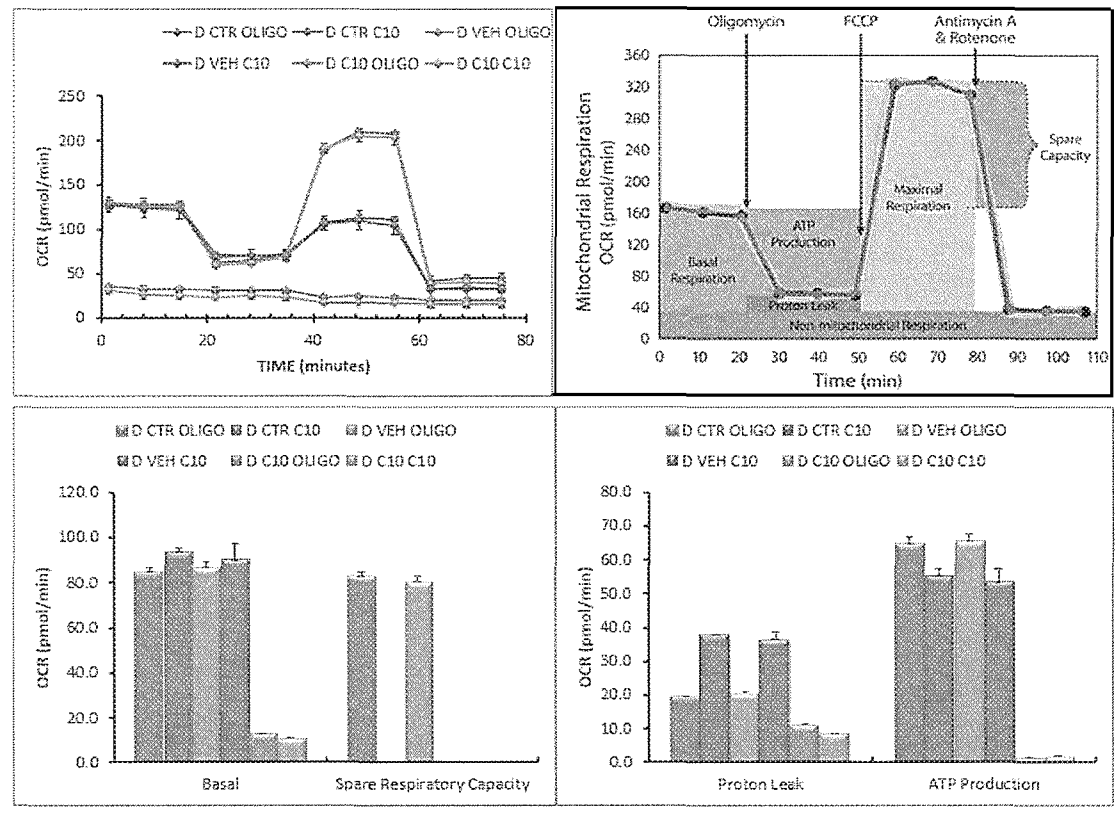 D CTR OLIGO D CTR C10 D VEH OLIGO
D VEH C10 D C10 OLIGO D C10 C10
250
200
150
100
50
0
OCR (pmol/min)
0 20 40 60 80
TIME (minutes)
Oligomycin FCCP Antimycin A
& Rotenone
360
320
280
240
200
160
120
80
40
0
Mitochondrial Respiration
OCR (pmol/min)
Spare
Capacity
Maximal
Respiration
ATP
Production
Basal
Respiration
Proton Leak
Non-mitochondrial Respiration
0 10 20 30 40 50 60 70 80 90 100 110
Time (min)
D CTR OLIGO D CTR C10 D VEH OLIGO
D VEH C10 D C10 OLIGO D C10 C10
120.0
100.0
80.0
60.0
40.0
20.0
0.0
OCR (pmol/min)
Basal Spare Respiratory Capacity
D CTR OLIGO D CTR C10 D VEH OLIGO
D VEH C10 D C10 OLIGO D C10 C10
80.0
70.0
60.0
50.0
40.0
30.0
20.0
10.0
0.0
OCR (pmol/min)
Proton Leak ATP Production